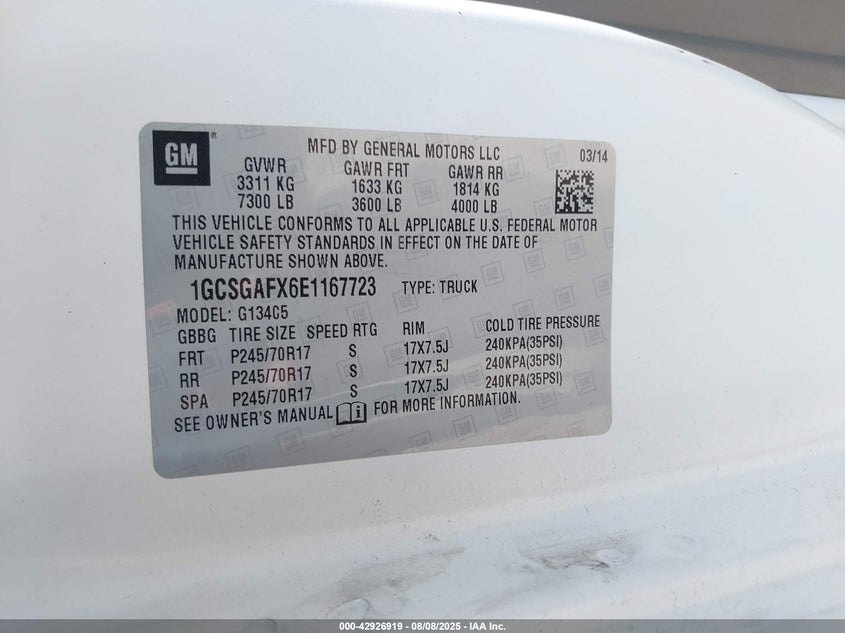 GM ®
MFD BY GENERAL MOTORS LLC 03/14
GVWR GAWR FRT GAWR RR
3311 KG 1633 KG 1814 KG
7300 LB 3600 LB 4000 LB
THIS VEHICLE CONFORMS TO ALL APPLICABLE U.S. FEDERAL MOTOR
VEHICLE SAFETY STANDARDS IN EFFECT ON THE DATE OF
MANUFACTURE SHOWN ABOVE.
1GCSGAFX6E1167723 TYPE: TRUCK
MODEL: G134C5
GBBG TIRE SIZE SPEED RTG RIM COLD TIRE PRESSURE
FRT P245/70R17 S 17X7.5J 240KPA(35PSI)
RR P245/70R17 S 17X7.5J 240KPA(35PSI)
SPA P245/70R17 S 17X7.5J 240KPA(35PSI)
SEE OWNER'S MANUAL i FOR MORE INFORMATION.
000-42926919 - 08/08/2025 - IAA Inc.